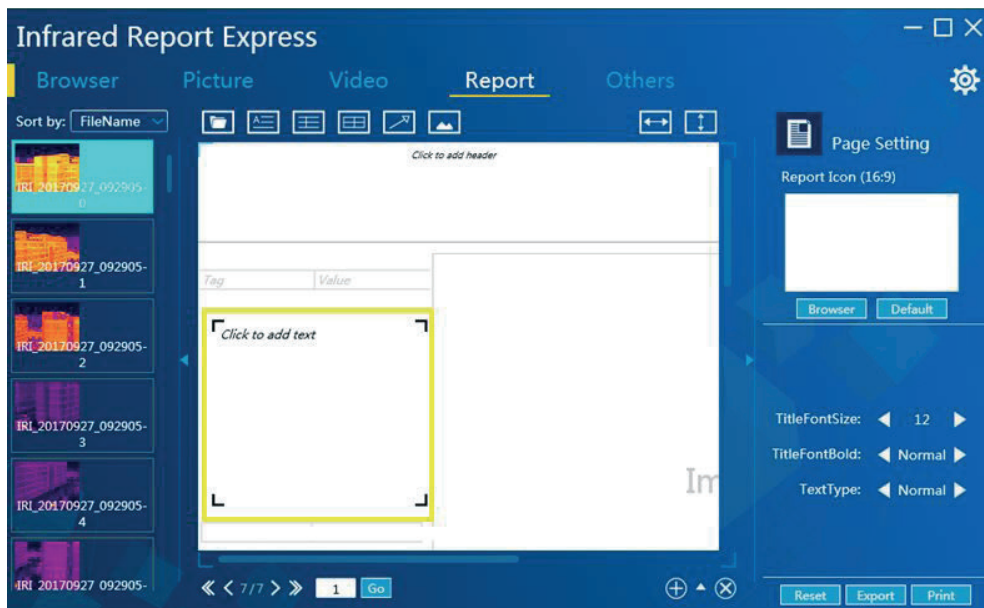 Infrared Report Express
Browser Picture Video Report Others
Sort by: FileName
IRI_20170927_092905-
0
IRI_20170927_092905-
1
IRI_20170927_092905-
2
IRI_20170927_092905-
3
IRI_20170927_092905-
4
IRI_20170927_092905-
Click to add header
Tag Value
Click to add text
Im
7/7 1 Go
Page Setting
Report Icon (16:9)
Browser Default
TitleFontSize: 12
TitleFontBold: Normal
TextType: Normal
Reset Export Print